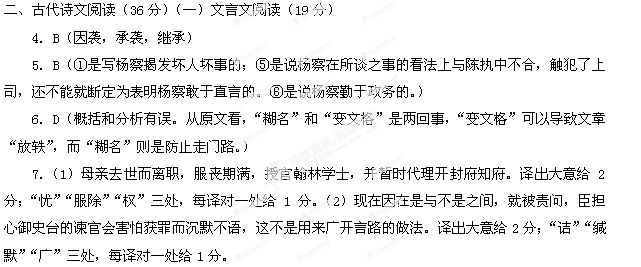 二、古代诗文阅读（36分）（一）文言文阅读（19分）
4. B（因袭，承袭，继承）
5. B（①是写杨察揭发坏人坏事的；⑤是说杨察在所谈之事的看法上与陈执中不合，触犯了上
司，还不能就断定为表明杨察敢于直言的。⑥是说杨察勤于政务的。）
6. D（概括和分析有误。从原文看，“糊名”和“变文格”是两回事，“变文格”可以导致文章
“放轶”，而“糊名”则是防止走门路。）
7.（1）母亲去世而离职，服丧期满，授官翰林学士，并暂时代理开封府知府。译出大意给 2
分；“忧”“服除”“权”三处，每译对一处给 1 分。（2）现在因在是与不是之间，就被责问，臣担
心御史台的谏官会害怕获罪而沉默不语，这不是用来广开言路的做法。译出大意给2分；“诘”“缄
默”“广”三处，每译对一处给1分。